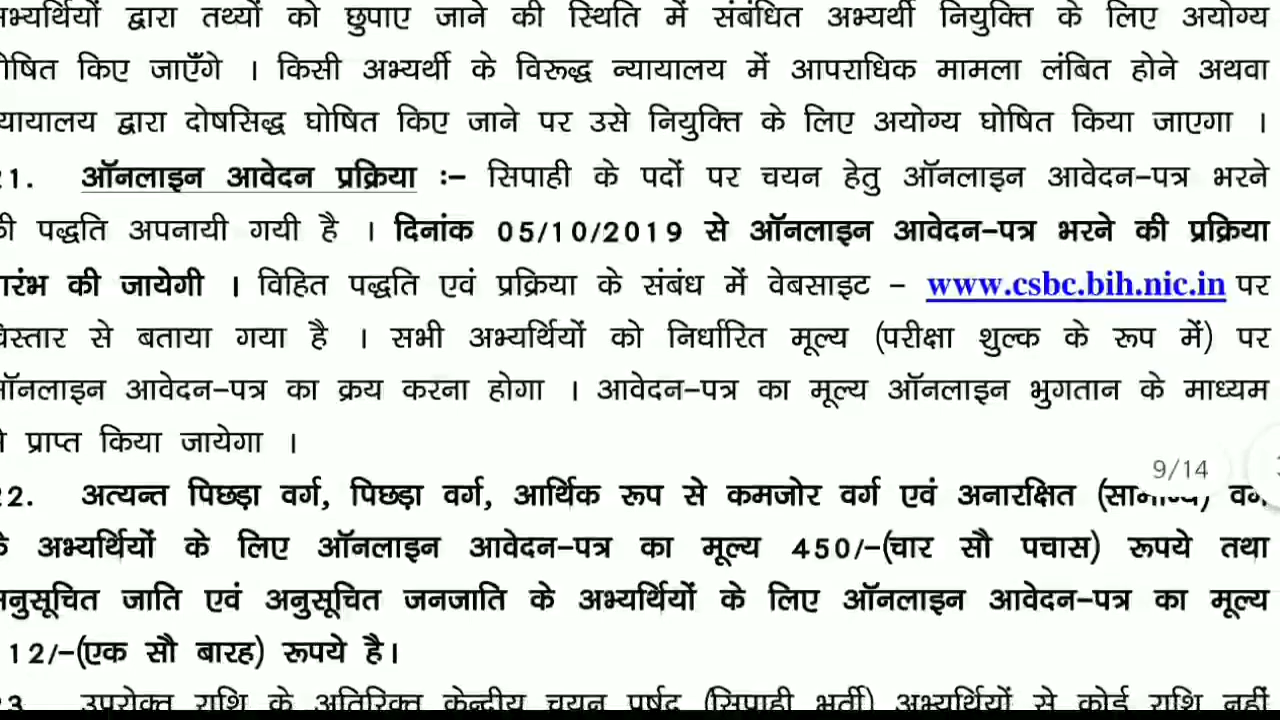 अभ्यर्थियों द्वारा तथ्यों को छुपाए जाने की स्थिति में संबंधित अभ्यर्थी नियुक्ति के लिए अयोग्य
घोषित किए जाएँगे । किसी अभ्यर्थी के विरूद्ध न्यायालय में आपराधिक मामला लंबित होने अथवा
न्यायालय द्वारा दोषसिद्ध घोषित किए जाने पर उसे नियुक्ति के लिए अयोग्य घोषित किया जाएगा ।
21. ऑनलाइन आवेदन प्रक्रिया :– सिपाही के पदों पर चयन हेतु ऑनलाइन आवेदन–पत्र भरने
की पद्धति अपनायी गयी है । दिनांक 05/10/2019 से ऑनलाइन आवेदन–पत्र भरने की प्रक्रिया
प्रारंभ की जायेगी । विहित पद्धति एवं प्रक्रिया के संबंध में वेबसाइट – www.csbc.bih.nic.in पर
विस्तार से बताया गया है । सभी अभ्यर्थियों को निर्धारित मूल्य (परीक्षा शुल्क के रूप में) पर
ऑनलाइन आवेदन–पत्र का क्रय करना होगा । आवेदन–पत्र का मूल्य ऑनलाइन भुगतान के माध्यम
से प्राप्त किया जायेगा ।
9/14
22. अत्यन्त पिछड़ा वर्ग, पिछड़ा वर्ग, आर्थिक रूप से कमजोर वर्ग एवं अनारक्षित (सामान्य) वर्ग
के अभ्यर्थियों के लिए ऑनलाइन आवेदन–पत्र का मूल्य 450/–(चार सौ पचास) रूपये तथा
अनुसूचित जाति एवं अनुसूचित जनजाति के अभ्यर्थियों के लिए ऑनलाइन आवेदन–पत्र का मूल्य
112/–(एक सौ बारह) रूपये है।
23. उपरोक्त राशि के अतिरिक्त केन्द्रीय चयन पर्षद (सिपाही भर्ती) अभ्यर्थियों से कोई राशि नहीं